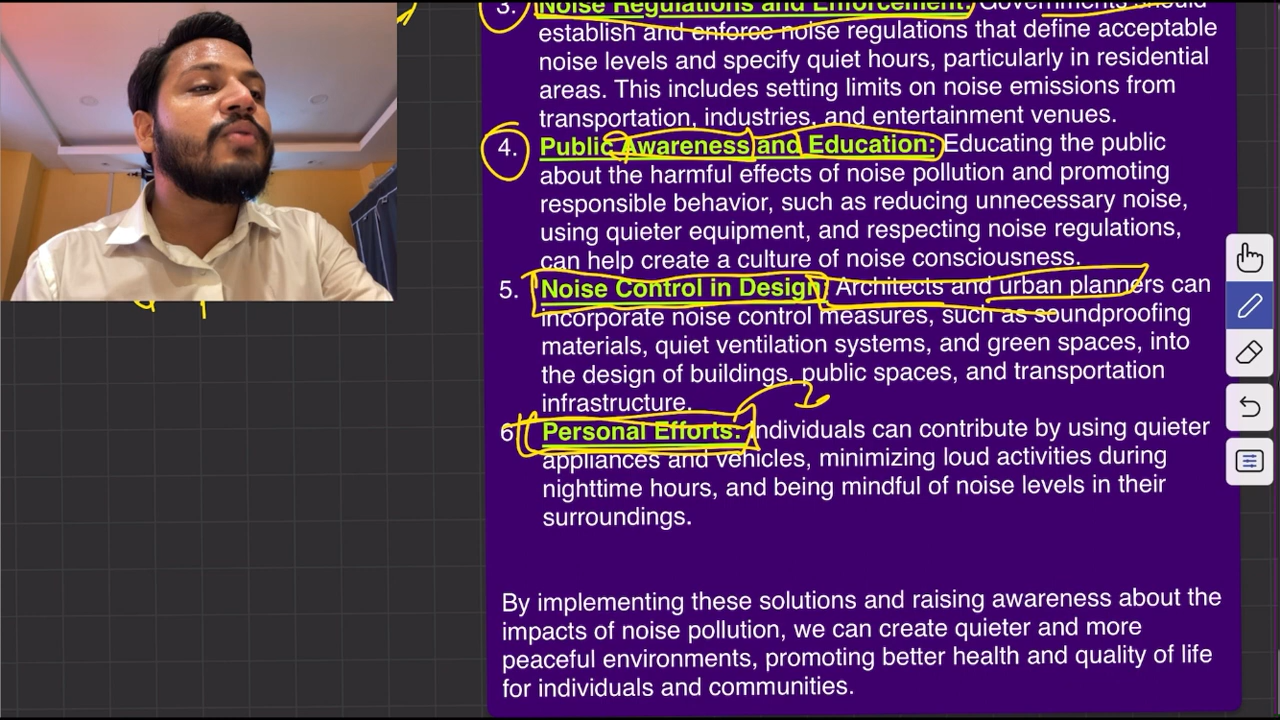 3. Noise Regulations and Enforcement: Governments should
establish and enforce noise regulations that define acceptable
noise levels and specify quiet hours, particularly in residential
areas. This includes setting limits on noise emissions from
transportation, industries, and entertainment venues.
4. Public Awareness and Education: Educating the public
about the harmful effects of noise pollution and promoting
responsible behavior, such as reducing unnecessary noise,
using quieter equipment, and respecting noise regulations,
can help create a culture of noise consciousness.
5. Noise Control in Design: Architects and urban planners can
incorporate noise control measures, such as soundproofing
materials, quiet ventilation systems, and green spaces, into
the design of buildings, public spaces, and transportation
infrastructure.
6. Personal Efforts: Individuals can contribute by using quieter
appliances and vehicles, minimizing loud activities during
nighttime hours, and being mindful of noise levels in their
surroundings.
By implementing these solutions and raising awareness about the
impacts of noise pollution, we can create quieter and more
peaceful environments, promoting better health and quality of life
for individuals and communities.